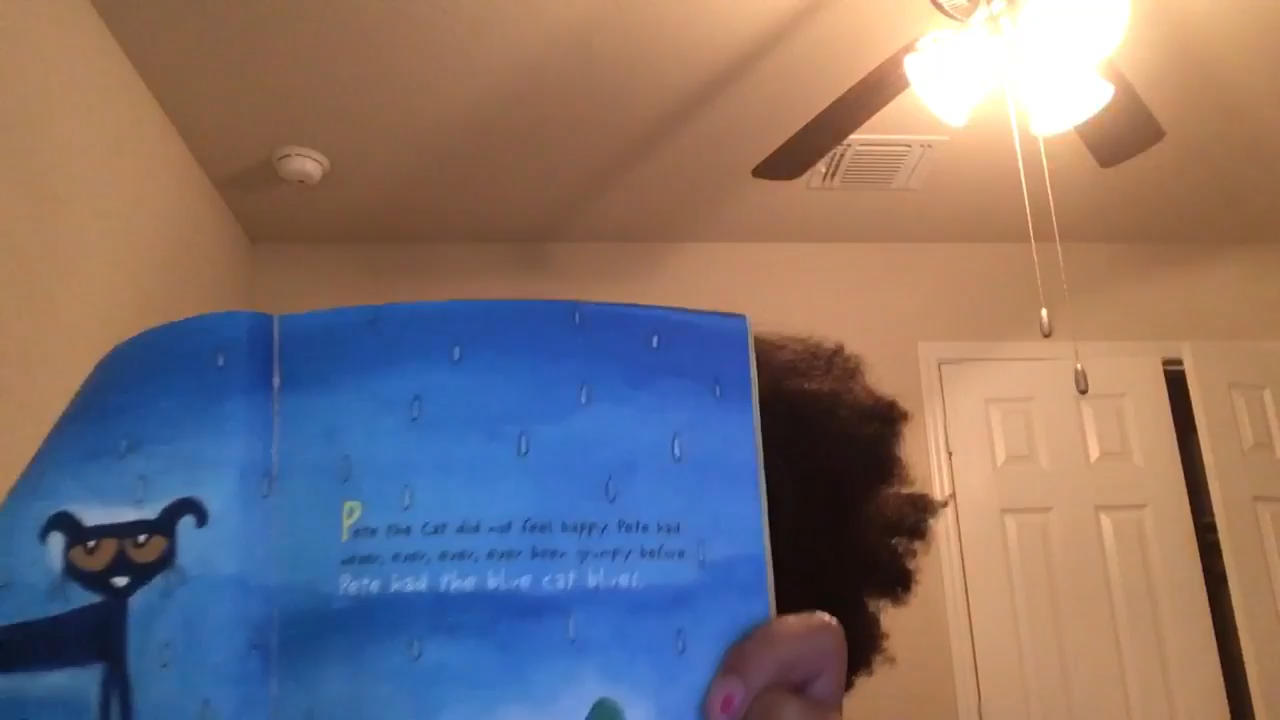 Pete the Cat did not feel happy. Pete had
never, ever, ever, ever been grumpy before
Pete had the blue cat blues.